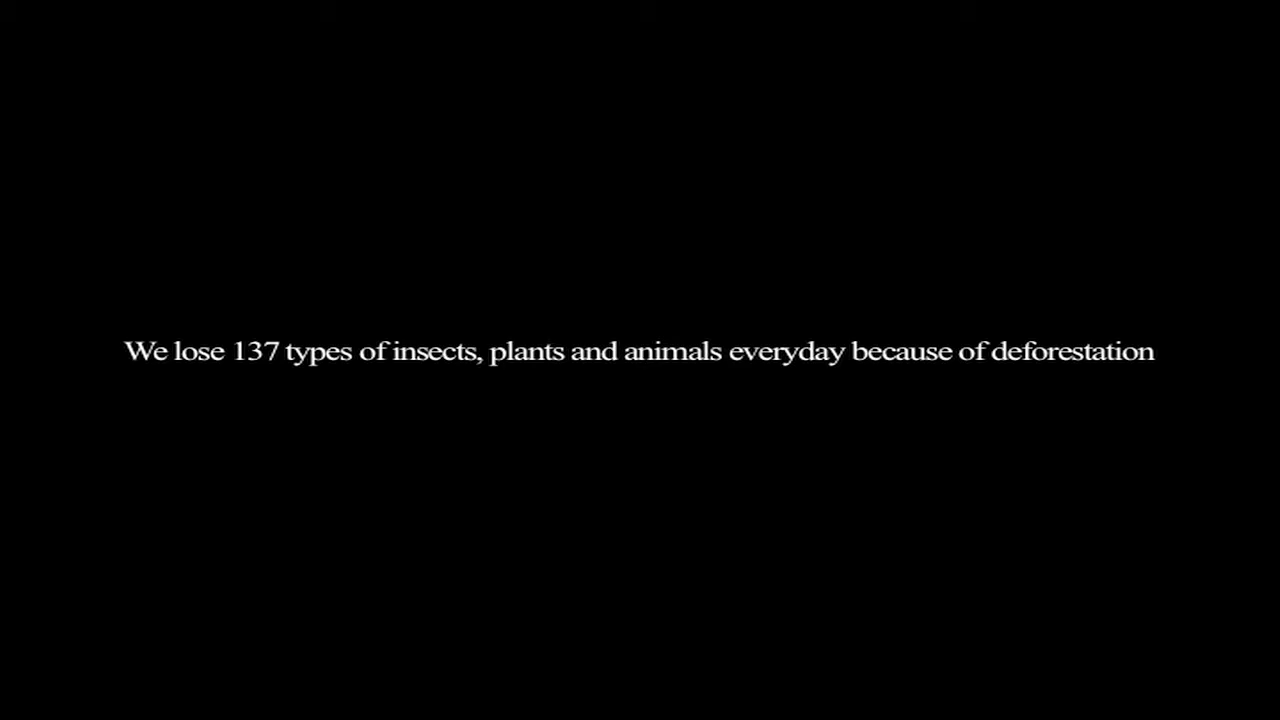 We lose 137 types of insects, plants and animals everyday because of deforestation